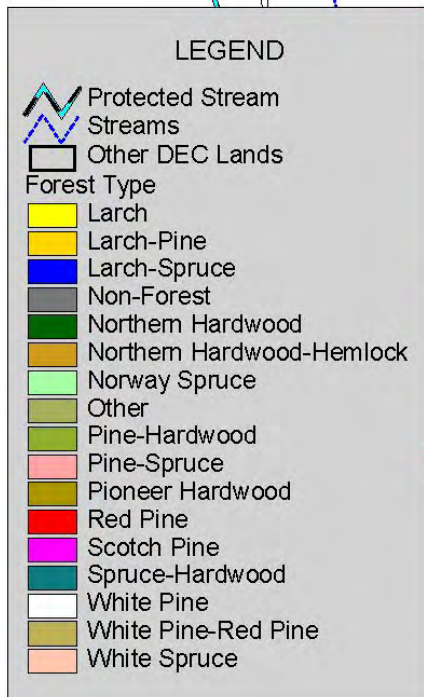 LEGEND
Protected Stream
Streams
Other DEC Lands
Forest Type
Larch
Larch-Pine
Larch-Spruce
Non-Forest
Northern Hardwood
Northern Hardwood-Hemlock
Norway Spruce
Other
Pine-Hardwood
Pine-Spruce
Pioneer Hardwood
Red Pine
Scotch Pine
Spruce-Hardwood
White Pine
White Pine-Red Pine
White Spruce